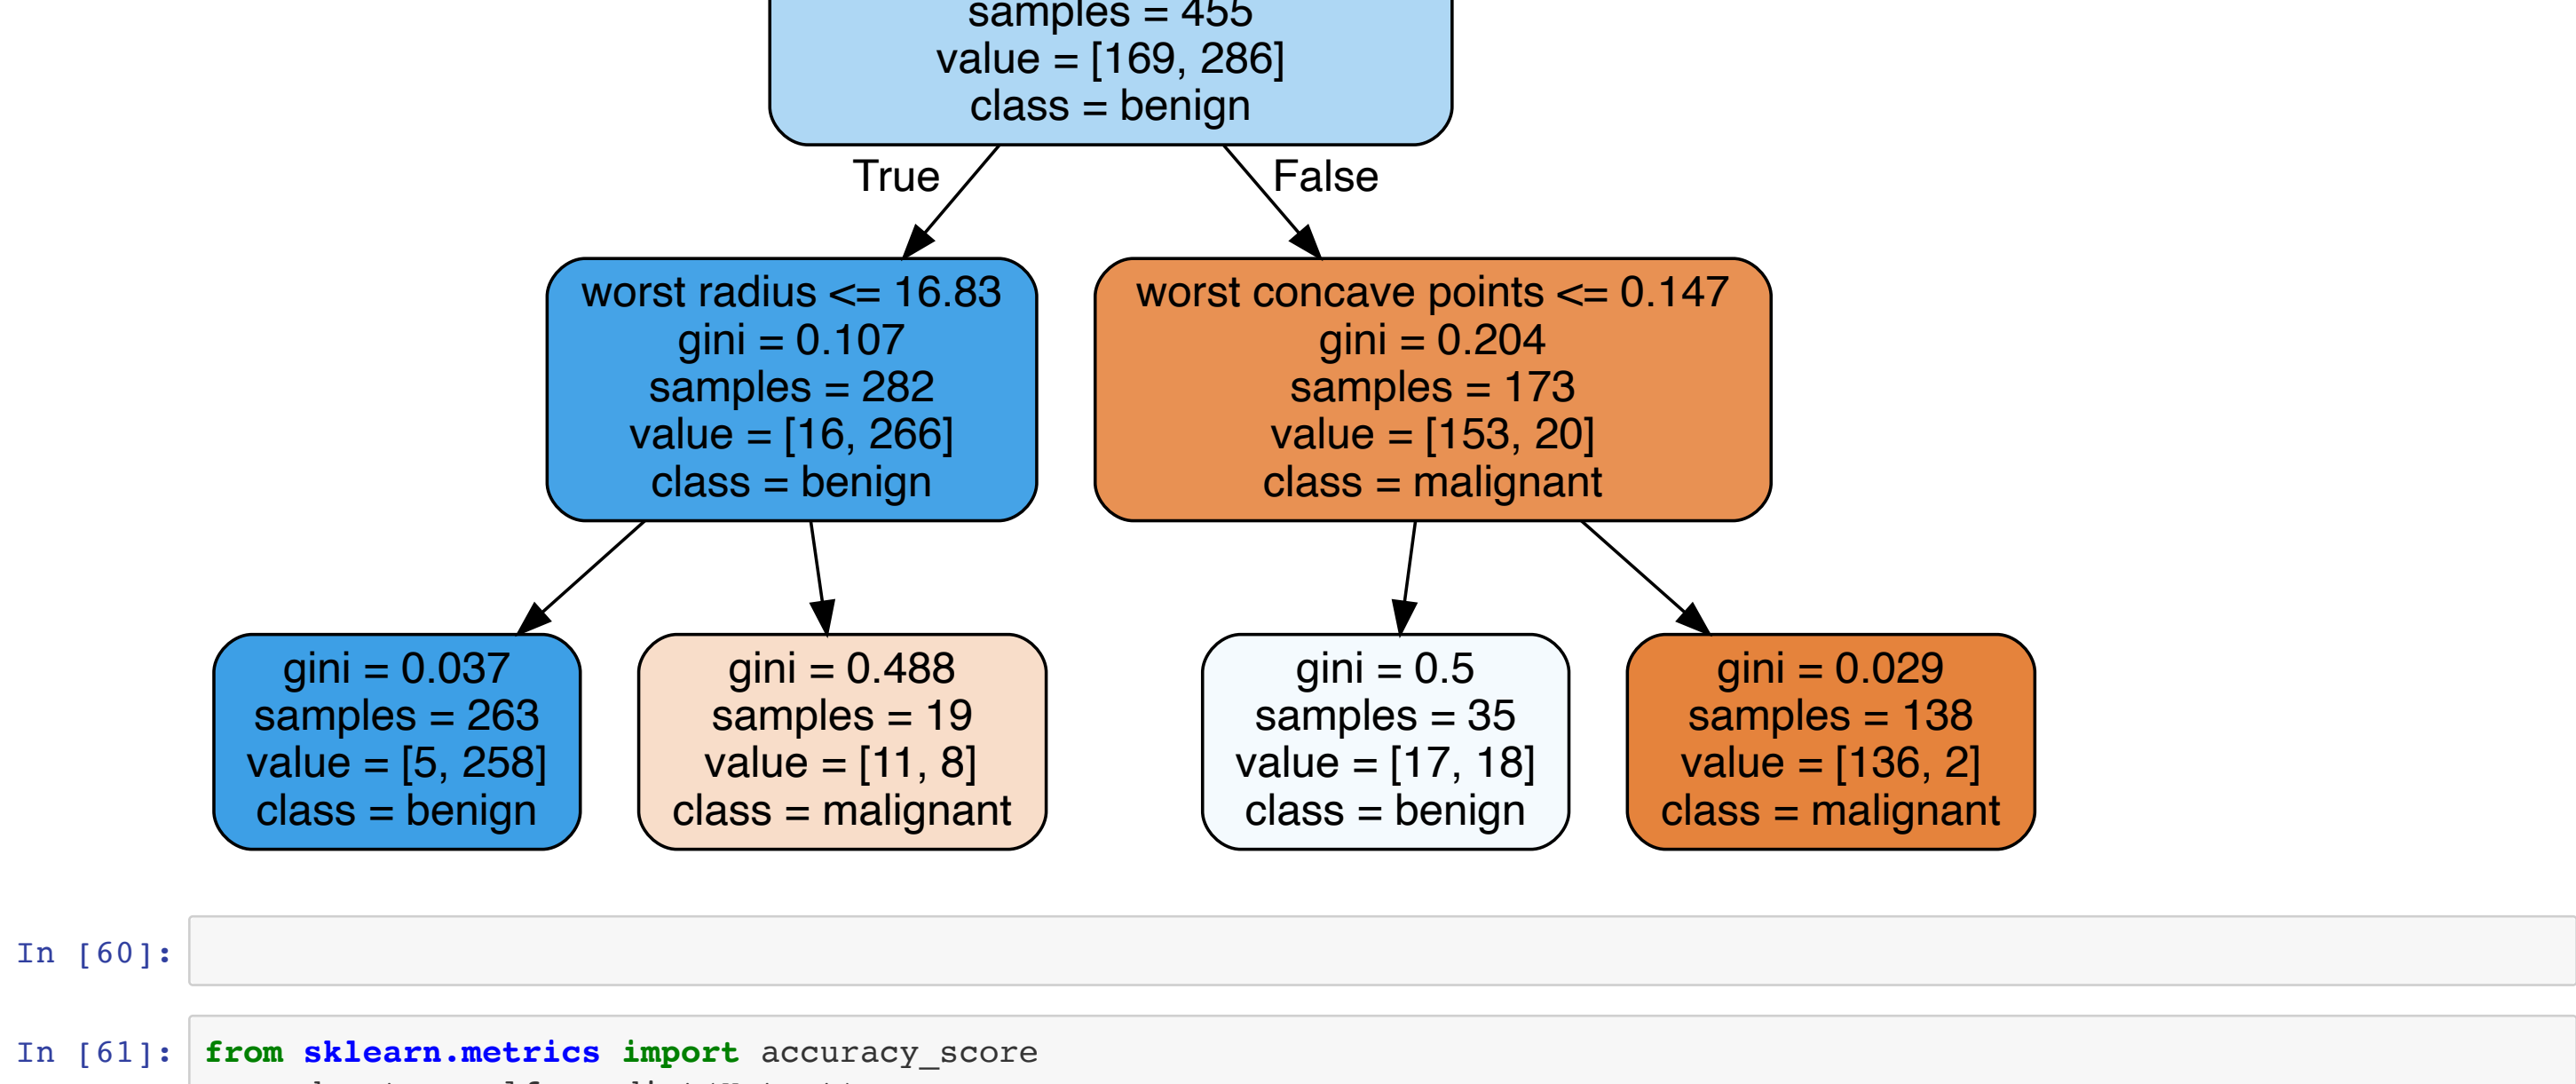 samples = 455
value = [169, 286]
class = benign
True
False
worst radius <= 16.83
gini = 0.107
samples = 282
value = [16, 266]
class = benign
worst concave points <= 0.147
gini = 0.204
samples = 173
value = [153, 20]
class = malignant
gini = 0.037
samples = 263
value = [5, 258]
class = benign
gini = 0.488
samples = 19
value = [11, 8]
class = malignant
gini = 0.5
samples = 35
value = [17, 18]
class = benign
gini = 0.029
samples = 138
value = [136, 2]
class = malignant
In [60]:
In [61]:
from sklearn.metrics import accuracy_score